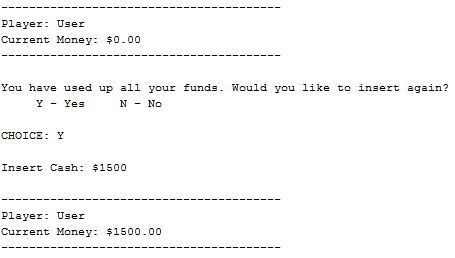 ----------------------------------------
Player: User
Current Money: $0.00
----------------------------------------
You have used up all your funds. Would you like to insert again?
Y - Yes N - No
CHOICE: Y
Insert Cash: $1500
----------------------------------------
Player: User
Current Money: $1500.00
----------------------------------------